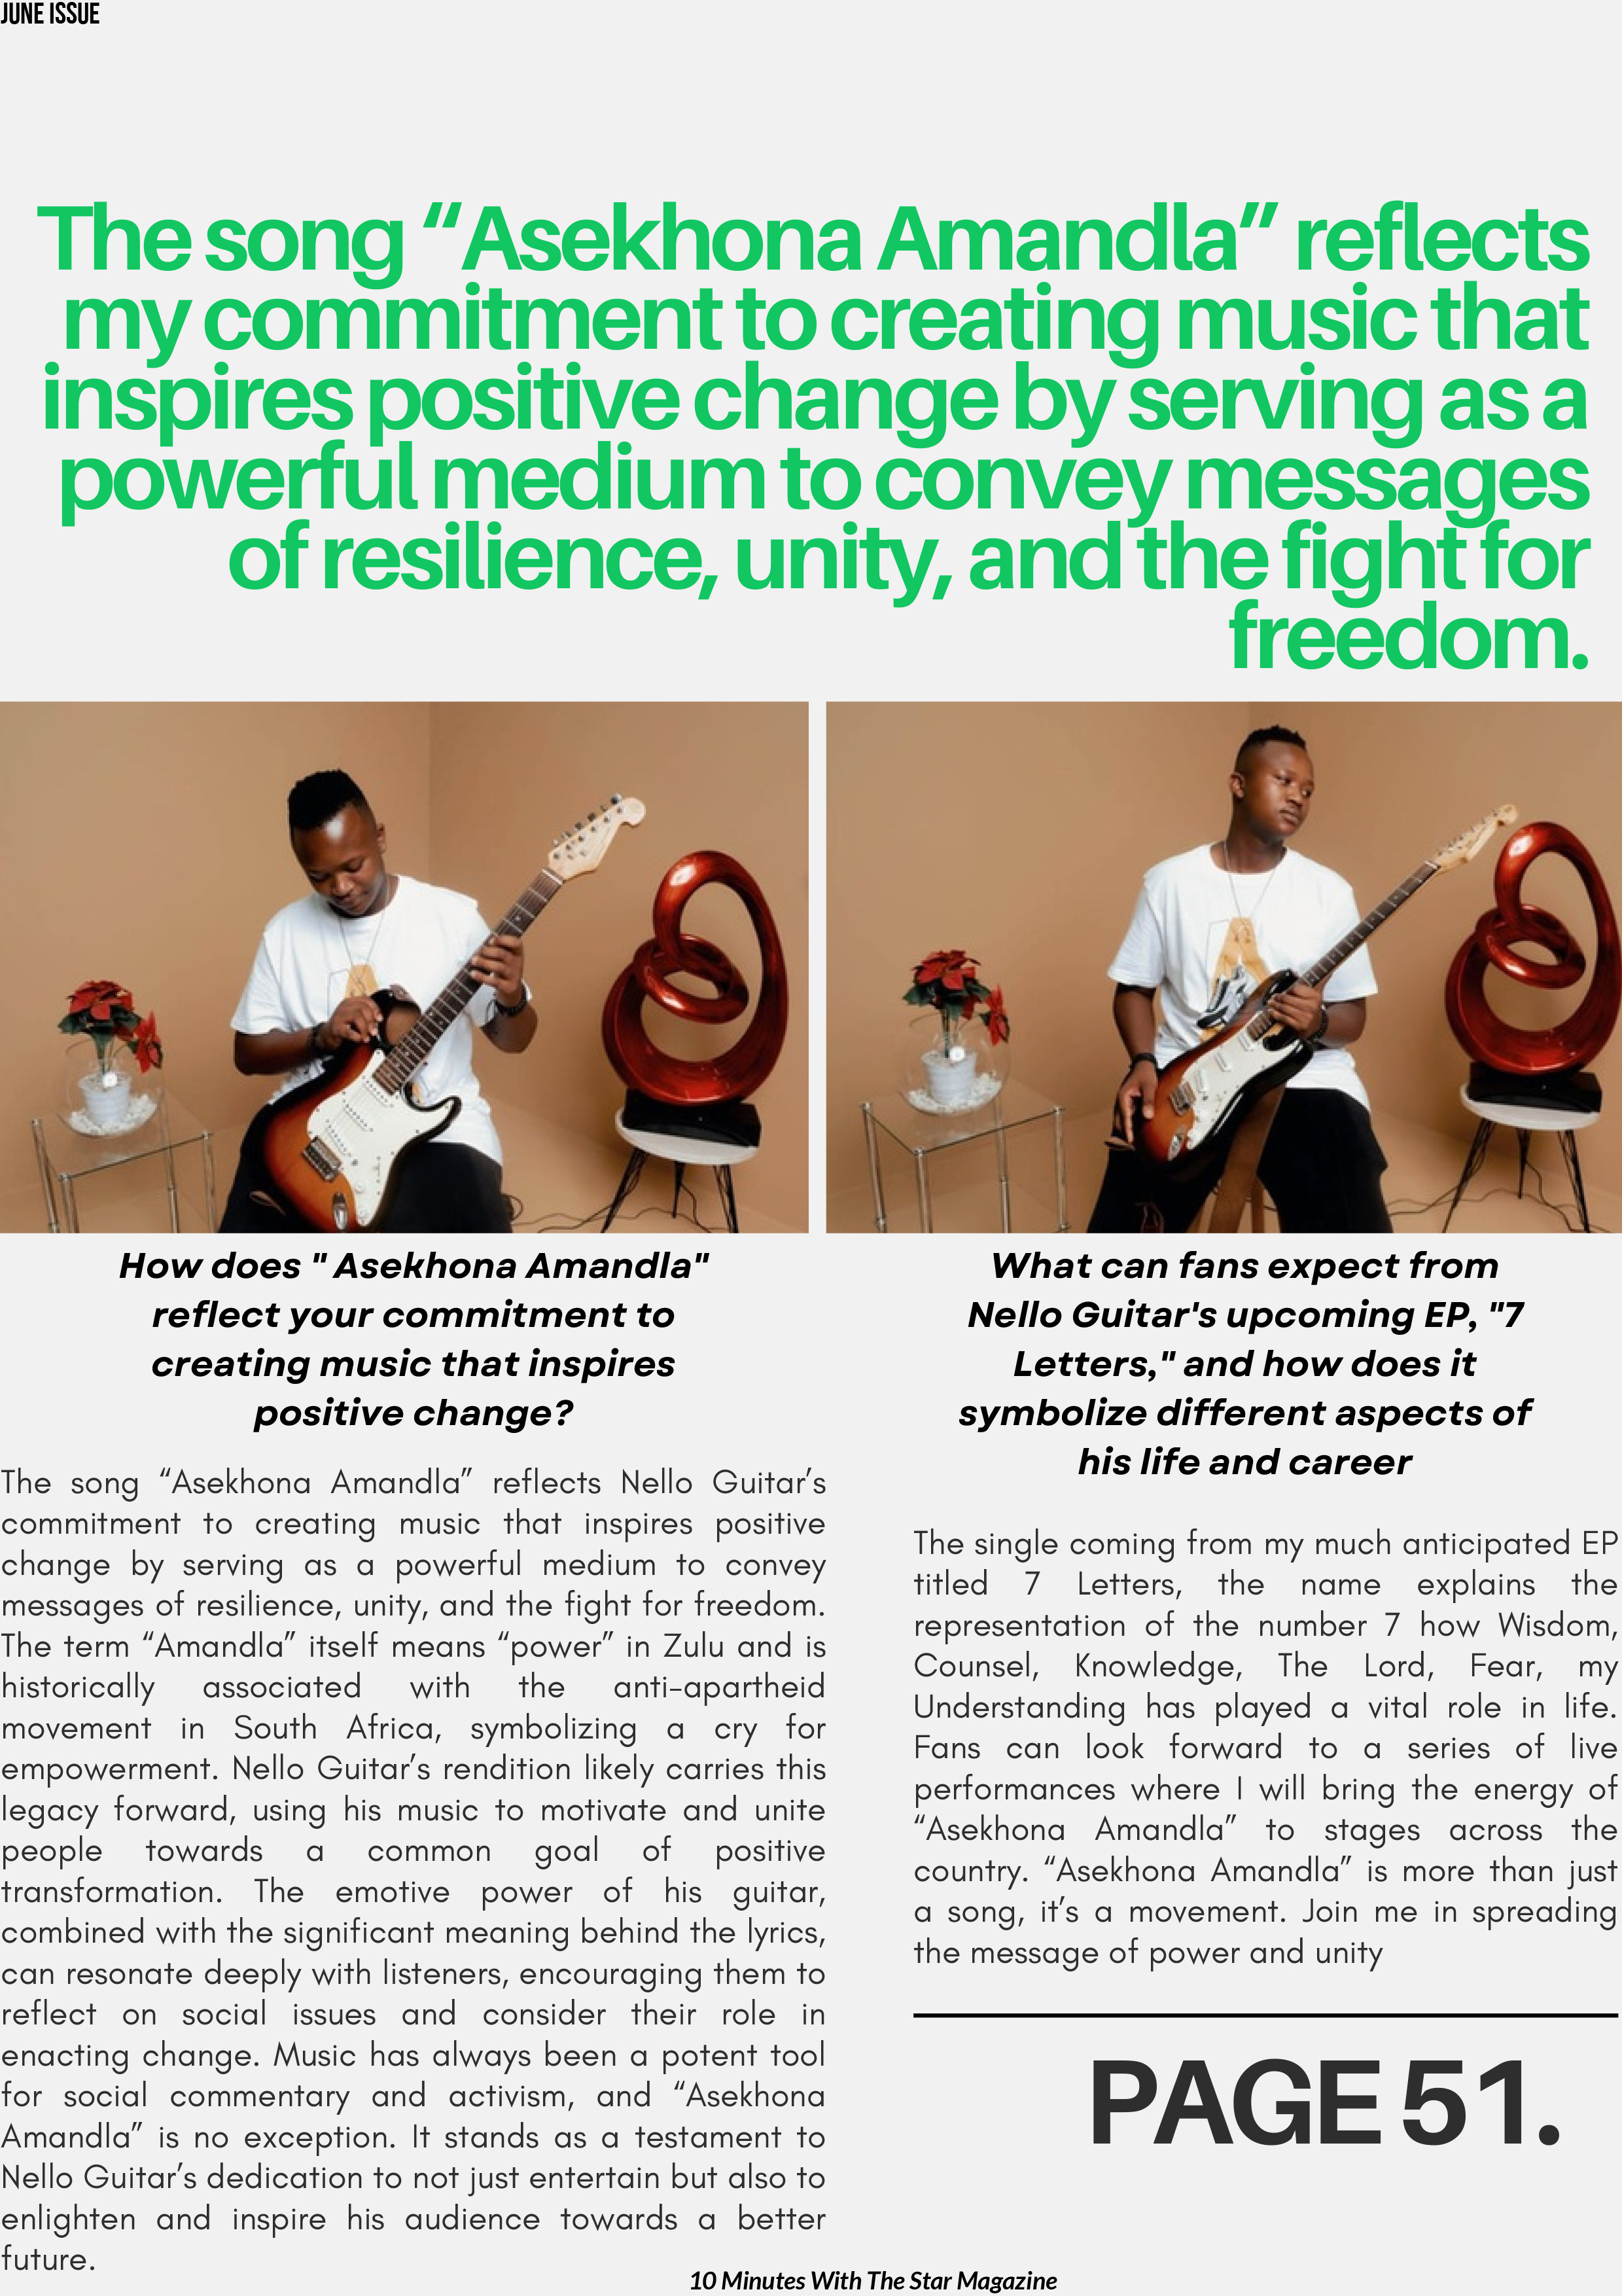 JUNE ISSUE
The song “Asekhona Amandla” reflects
my commitment to creating music that
inspires positive change by serving as a
powerful medium to convey messages
of resilience, unity, and the fight for
freedom.
How does " Asekhona Amandla"
reflect your commitment to
creating music that inspires
positive change?
The song “Asekhona Amandla” reflects Nello Guitar’s
commitment to creating music that inspires positive
change by serving as a powerful medium to convey
messages of resilience, unity, and the fight for freedom.
The term “Amandla” itself means “power” in Zulu and is
historically associated with the anti-apartheid
movement in South Africa, symbolizing a cry for
empowerment. Nello Guitar’s rendition likely carries this
legacy forward, using his music to motivate and unite
people towards a common goal of positive
transformation. The emotive power of his guitar,
combined with the significant meaning behind the lyrics,
can resonate deeply with listeners, encouraging them to
reflect on social issues and consider their role in
enacting change. Music has always been a potent tool
for social commentary and activism, and “Asekhona
Amandla” is no exception. It stands as a testament to
Nello Guitar’s dedication to not just entertain but also to
enlighten and inspire his audience towards a better
future.
What can fans expect from
Nello Guitar's upcoming EP, "7
Letters," and how does it
symbolize different aspects of
his life and career
The single coming from my much anticipated EP
titled 7 Letters, the name explains the
representation of the number 7 how Wisdom,
Counsel, Knowledge, The Lord, Fear, my
Understanding has played a vital role in life.
Fans can look forward to a series of live
performances where I will bring the energy of
“Asekhona Amandla” to stages across the
country. “Asekhona Amandla” is more than just
a song, it’s a movement. Join me in spreading
the message of power and unity
PAGE 51.
10 Minutes With The Star Magazine